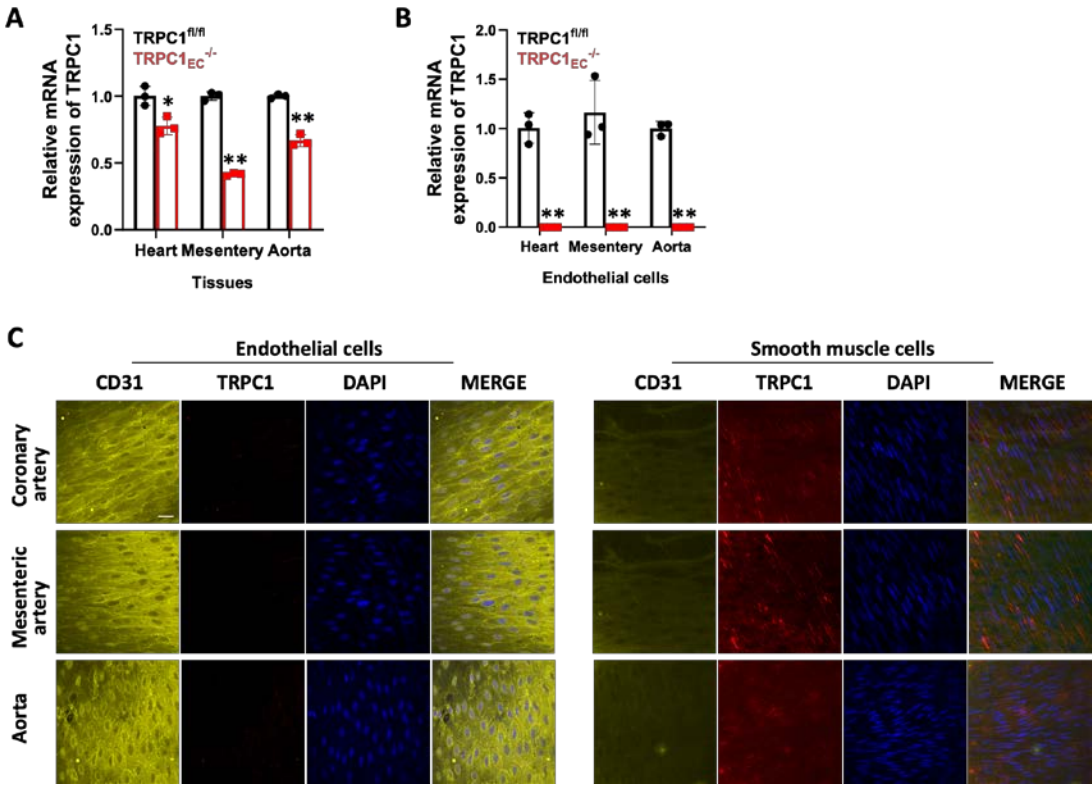 A
TRPC1fl/fl
TRPC1EC-/-
Relative mRNA
expression of TRPC1
1.5
1.0
0.5
0.0
*
**
**
Heart Mesentery Aorta
Tissues
B
TRPC1fl/fl
TRPC1EC-/-
Relative mRNA
expression of TRPC1
2.0
1.5
1.0
0.5
0.0
**
**
**
Heart Mesentery Aorta
Endothelial cells
C
Endothelial cells
CD31 TRPC1 DAPI MERGE
Smooth muscle cells
CD31 TRPC1 DAPI MERGE
Coronary
artery
Mesenteric
artery
Aorta